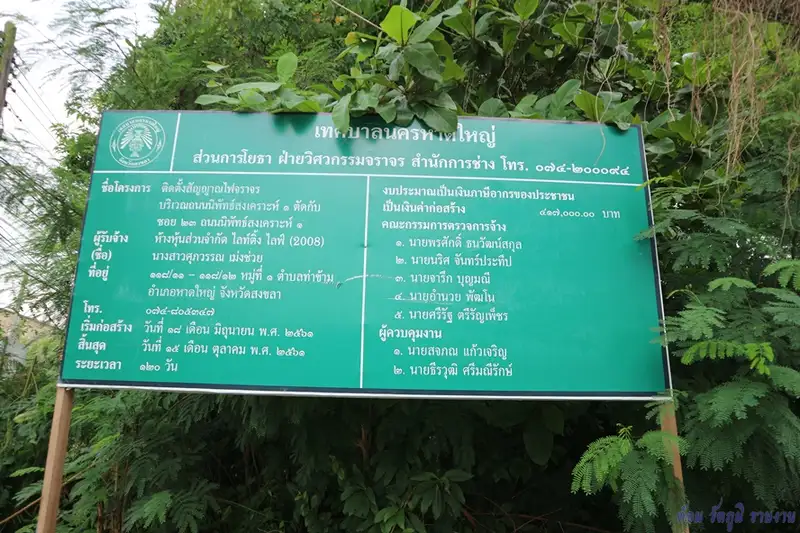 เทศบาลนครหาดใหญ่
ส่วนการโยธา ฝ่ายวิศวกรรมจราจร สำนักการช่าง โทร. ๐๗๔-๒๐๐๐๙๔
ชื่อโครงการ ติดตั้งสัญญาณไฟจราจร
บริเวณถนนนิพัทธ์สงเคราะห์ ๑ ตัดกับ
ซอย ๒๓ ถนนนิพัทธ์สงเคราะห์ ๑
ผู้รับจ้าง ห้างหุ้นส่วนจำกัด ไลท์ติ้ง ไลฟ์ (2008)
(ชื่อ) นางสาวศุภวรรณ เม่งช่วย
ที่อยู่ ๑๑๘/๑๑ – ๑๑๘/๑๒ หมู่ที่ ๑ ตำบลท่าข้าม
อำเภอหาดใหญ่ จังหวัดสงขลา
โทร. ๐๗๔-๘๐๕๓๔๗
เริ่มก่อสร้าง วันที่ ๑๘ เดือน มิถุนายน พ.ศ. ๒๕๖๑
สิ้นสุด วันที่ ๑๕ เดือน ตุลาคม พ.ศ. ๒๕๖๑
ระยะเวลา ๑๒๐ วัน
งบประมาณเป็นเงินภาษีอากรของประชาชน
เป็นเงินค่าก่อสร้าง ๔๑๗,๐๐๐.๐๐ บาท
คณะกรรมการตรวจการจ้าง
๑. นายพรศักดิ์ ธนวัฒน์สกุล
๒. นายนริศ จันทร์ประทีป
๓. นายจารึก บุญมณี
๔. นายอำนวย พัฒโน
๕. นายศรีรัฐ ตรีรัญเพ็ชร
ผู้ควบคุมงาน
๑. นายสจภณ แก้วเจริญ
๒. นายธีรวุฒิ ศรีมณีรักษ์
รายงาน